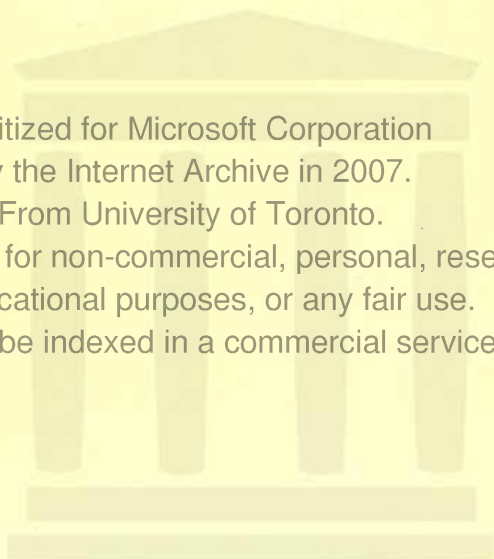 itized for Microsoft Corporation
the Internet Archive in 2007.
From University of Toronto.
for non-commercial, personal, rese
cational purposes, or any fair use.
be indexed in a commercial service